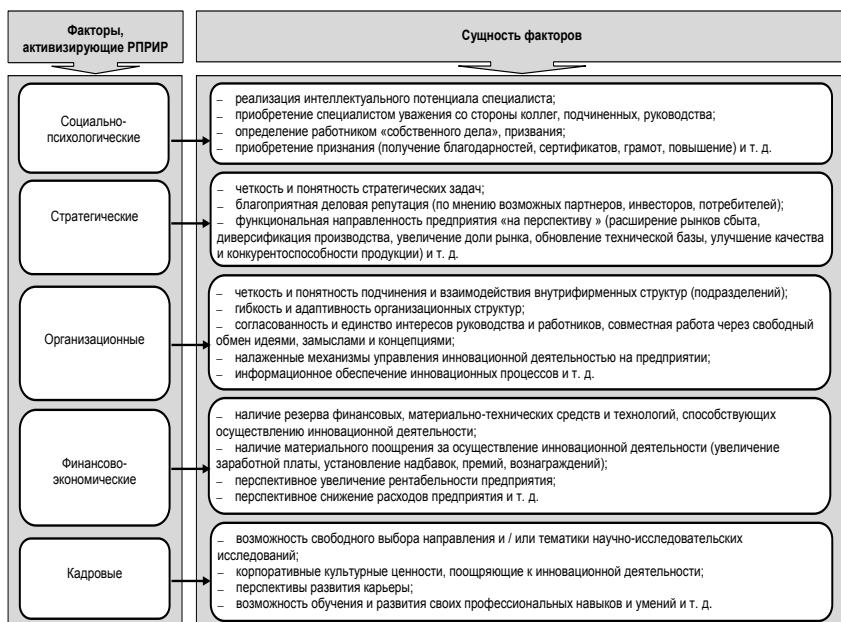 Факторы,
активизирующие РПРИР
Сущность факторов
Социально-
психологические
– реализация интеллектуального потенциала специалиста;
– приобретение специалистом уважения со стороны коллег, подчиненных, руководства;
– определение работником «собственного дела», призвания;
– приобретение признания (получение благодарностей, сертификатов, грамот, повышение) и т. д.
Стратегические
– четкость и понятность стратегических задач;
– благоприятная деловая репутация (по мнению возможных партнеров, инвесторов, потребителей);
– функциональная направленность предприятия «на перспективу » (расширение рынков сбыта,
диверсификация производства, увеличение доли рынка, обновление технической базы, улучшение качества
и конкурентоспособности продукции) и т. д.
Организационные
– четкость и понятность подчинения и взаимодействия внутрифирменных структур (подразделений);
– гибкость и адаптивность организационных структур;
– согласованность и единство интересов руководства и работников, совместная работа через свободный
обмен идеями, замыслами и концепциями;
– налаженные механизмы управления инновационной деятельностью на предприятии;
– информационное обеспечение инновационных процессов и т. д.
Финансово-
экономические
– наличие резерва финансовых, материально-технических средств и технологий, способствующих
осуществлению инновационной деятельности;
– наличие материального поощрения за осуществление инновационной деятельности (увеличение
заработной платы, установление надбавок, премий, вознаграждений);
– перспективное увеличение рентабельности предприятия;
– перспективное снижение расходов предприятия и т. д.
Кадровые
– возможность свободного выбора направления и / или тематики научно-исследовательских
исследований;
– корпоративные культурные ценности, поощряющие к инновационной деятельности;
– перспективы развития карьеры;
– возможность обучения и развития своих профессиональных навыков и умений и т. д.